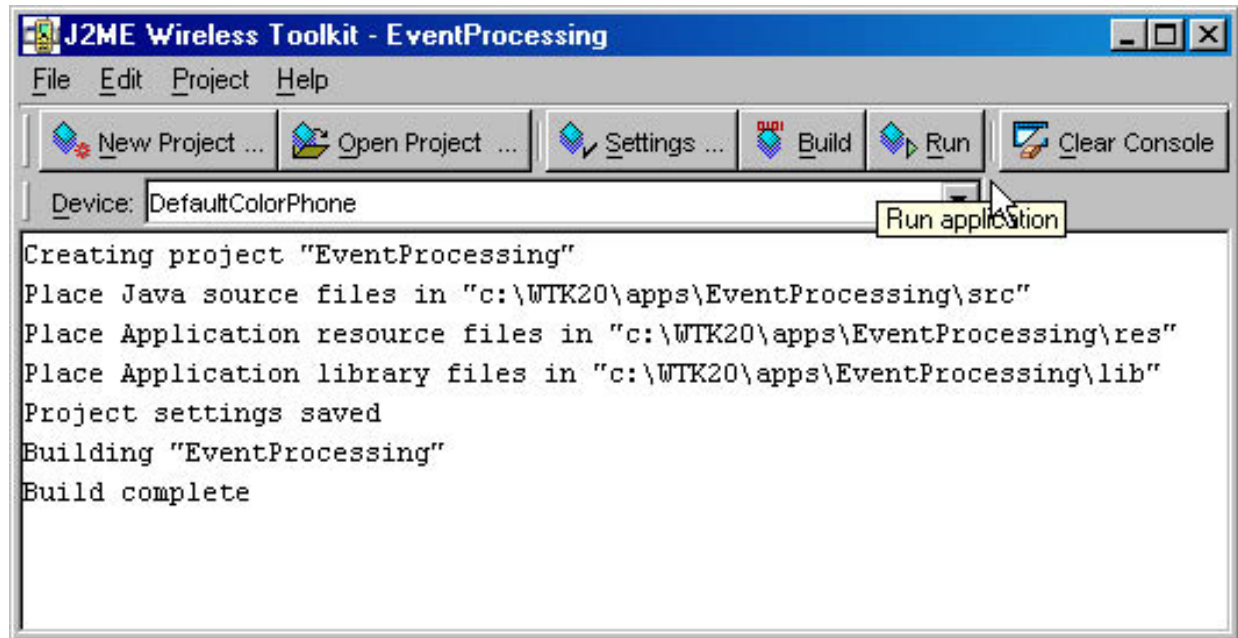 J2ME Wireless Toolkit - EventProcessing
File Edit Project Help
New Project ... Open Project ... Settings ... Build Run Clear Console
Device: DefaultColorPhone
Run application
Creating project "EventProcessing"
Place Java source files in "c:\WTK20\apps\EventProcessing\src"
Place Application resource files in "c:\WTK20\apps\EventProcessing\res"
Place Application library files in "c:\WTK20\apps\EventProcessing\lib"
Project settings saved
Building "EventProcessing"
Build complete